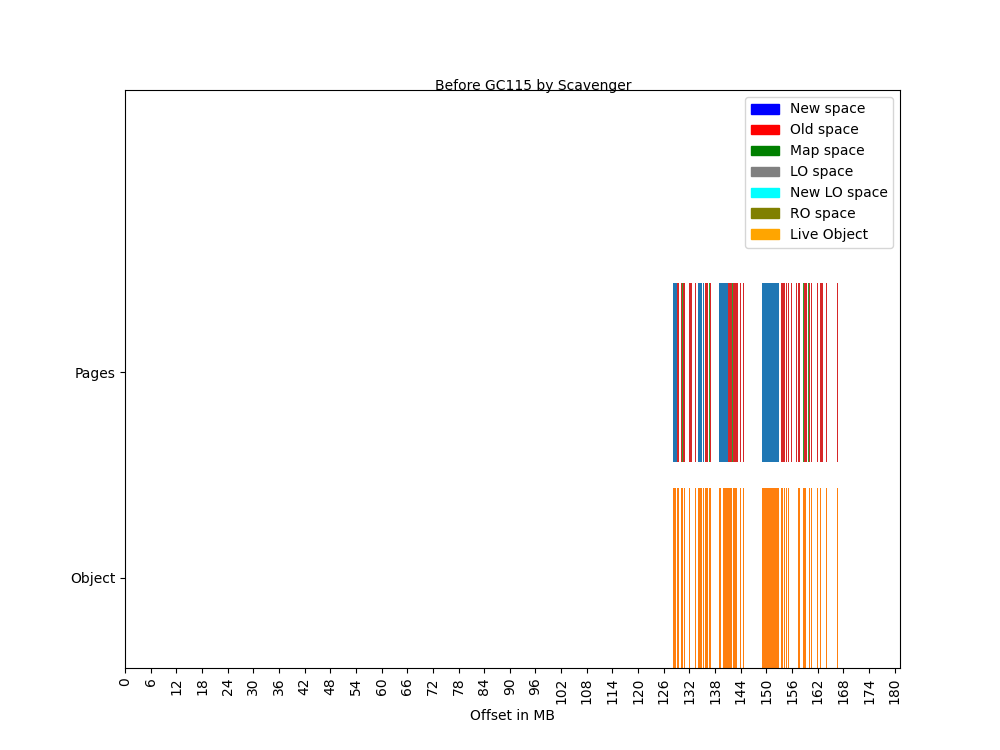 Before GC115 by Scavenger
New space
Old space
Map space
LO space
New LO space
RO space
Live Object
Pages
Object
0 6 12 18 24 30 36 42 48 54 60 66 72 78 84 90 96 102 108 114 120 126 132 138 144 150 156 162 168 174 180
Offset in MB